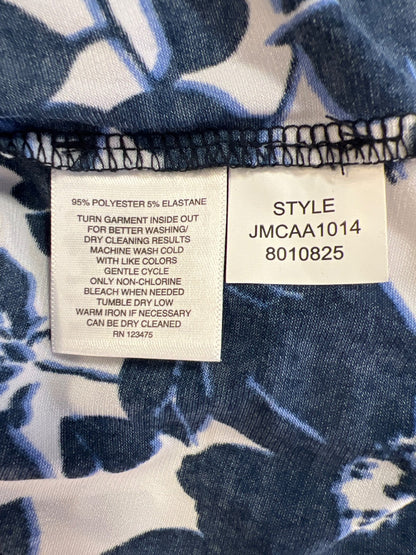 95% POLYESTER 5% ELASTANE
TURN GARMENT INSIDE OUT
FOR BETTER WASHING/
DRY CLEANING RESULTS
MACHINE WASH COLD
WITH LIKE COLORS
GENTLE CYCLE
ONLY NON-CHLORINE
BLEACH WHEN NEEDED
TUMBLE DRY LOW
WARM IRON IF NECESSARY
CAN BE DRY CLEANED
RN 123475
STYLE
JMCAA1014
8010825